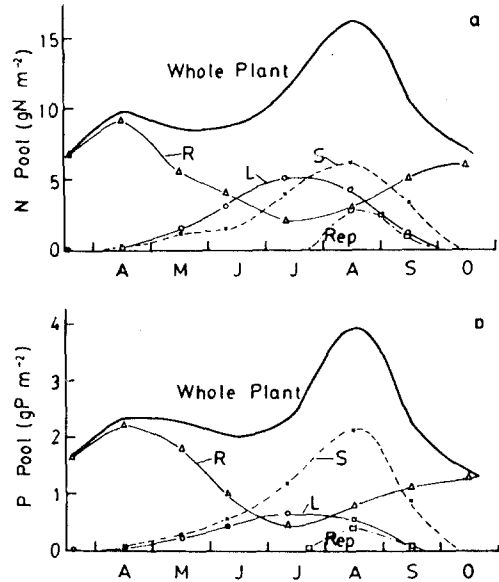 a
N Pool (gN m⁻²)
15
10
5
0
Whole Plant
R
L
S
Rep
A M J J A S O
b
P Pool (gP m⁻²)
4
3
2
1
0
Whole Plant
R
S
L
Rep
A M J J A S O